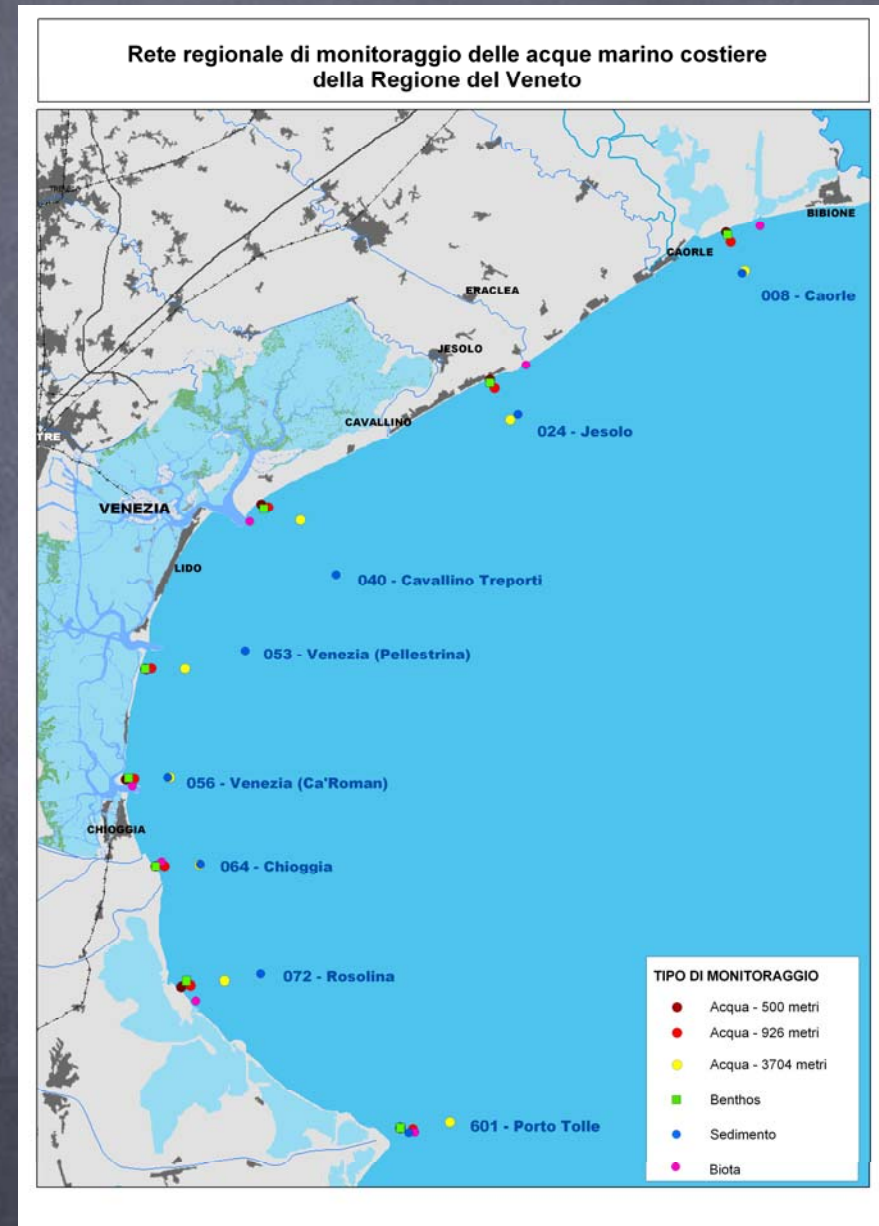 Rete regionale di monitoraggio delle acque marino costiere
della Regione del Veneto
BIBIONE
CAORLE
008 - Caorle
ERACLEA
JESOLO
024 - Jesolo
CAVALLINO
TRE
VENEZIA
LIDO
040 - Cavallino Treporti
053 - Venezia (Pellestrina)
056 - Venezia (Ca'Roman)
CHIOGGIA
064 - Chioggia
072 - Rosolina
601 - Porto Tolle
TIPO DI MONITORAGGIO
Acqua - 500 metri
Acqua - 926 metri
Acqua - 3704 metri
Benthos
Sedimento
Biota